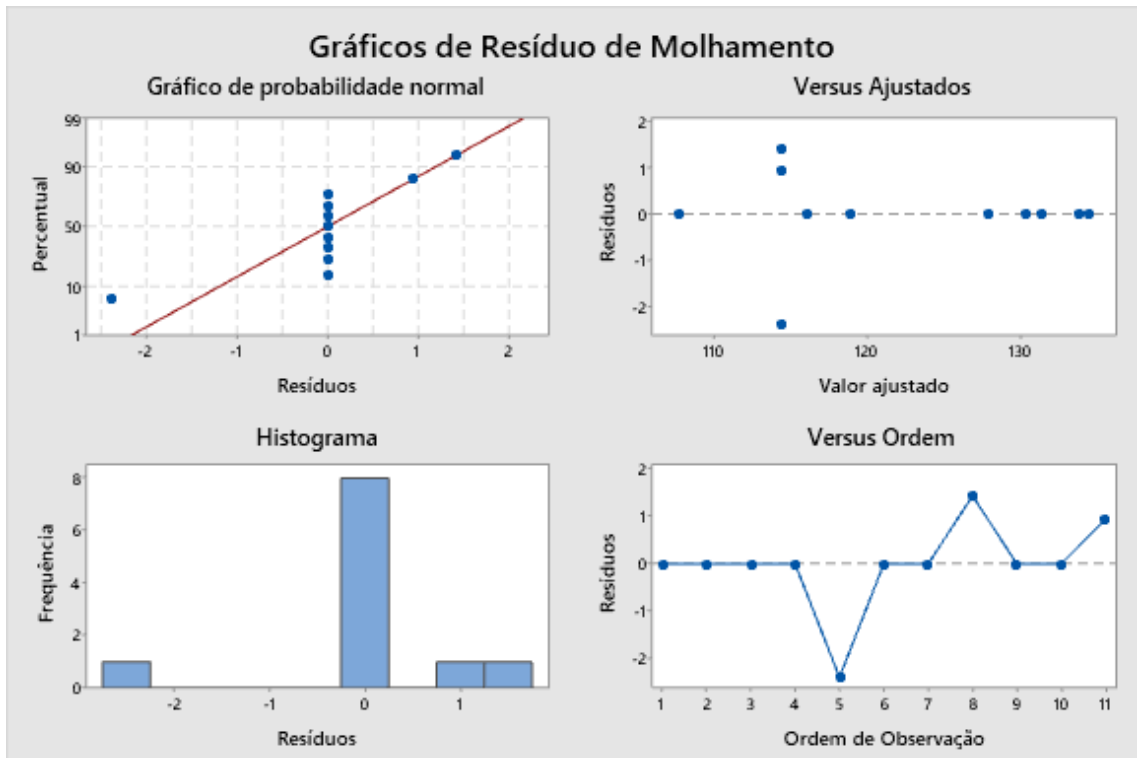 Gráficos de Resíduo de Molhamento
Gráfico de probabilidade normal
99
90
50
10
1
Percentual
-2 -1 0 1 2
Resíduos
Versus Ajustados
2
1
0
-1
-2
Resíduos
110 120 130
Valor ajustado
Histograma
8
6
4
2
0
Frequência
-2 -1 0 1
Resíduos
Versus Ordem
2
1
0
-1
-2
Resíduos
1 2 3 4 5 6 7 8 9 10 11
Ordem de Observação